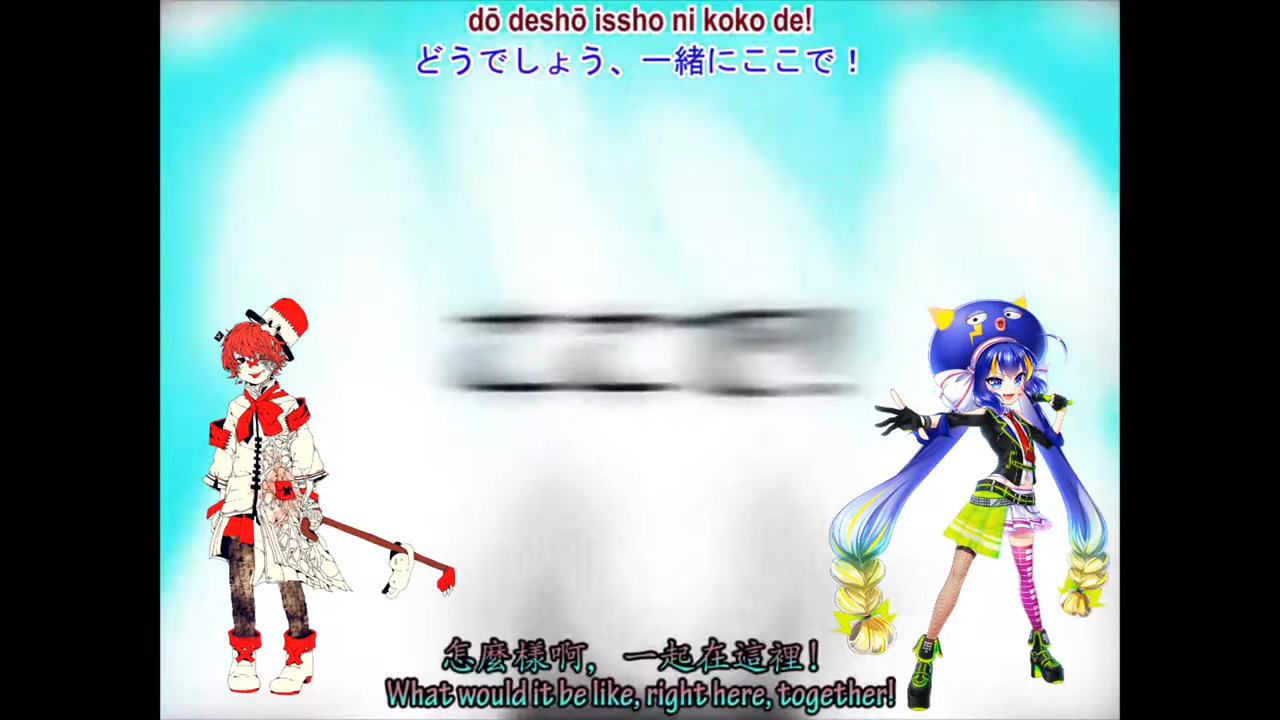 dō deshō issho ni koko de!
どうでしょう、一緒にここで！
怎麼樣啊，一起在這裡！
What would it be like, right here, together!